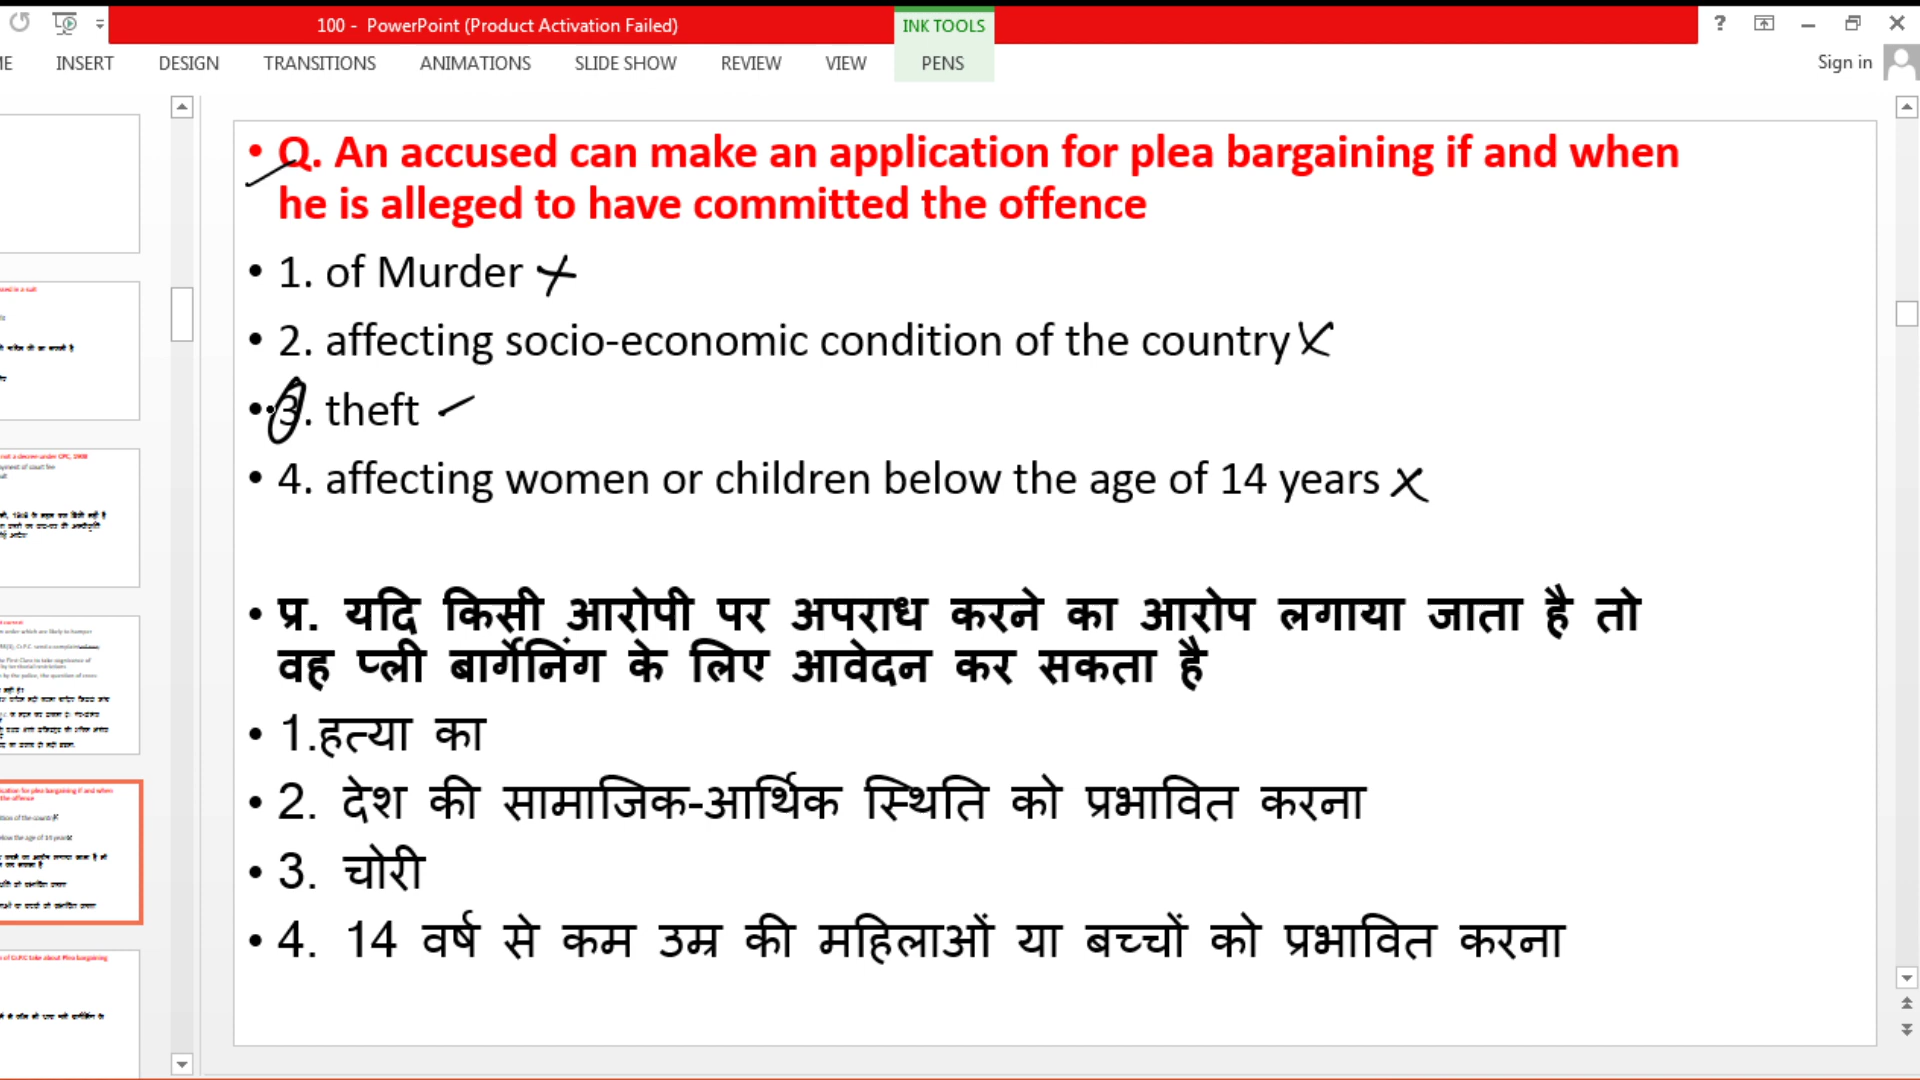 100 - PowerPoint (Product Activation Failed)
INK TOOLS
INSERT
DESIGN
TRANSITIONS
ANIMATIONS
SLIDE SHOW
REVIEW
VIEW
PENS
Sign in
• Q. An accused can make an application for plea bargaining if and when
he is alleged to have committed the offence
• 1. of Murder
• 2. affecting socio-economic condition of the country
• 3. theft
• 4. affecting women or children below the age of 14 years
• प्र. यदि किसी आरोपी पर अपराध करने का आरोप लगाया जाता है तो
वह प्ली बार्गेनिंग के लिए आवेदन कर सकता है
• 1.हत्या का
• 2. देश की सामाजिक-आर्थिक स्थिति को प्रभावित करना
• 3. चोरी
• 4. 14 वर्ष से कम उम्र की महिलाओं या बच्चों को प्रभावित करना